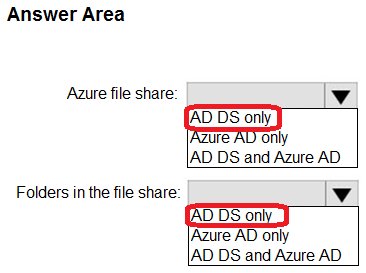 Answer Area
Azure file share:
AD DS only
Azure AD only
AD DS and Azure AD
Folders in the file share:
AD DS only
Azure AD only
AD DS and Azure AD